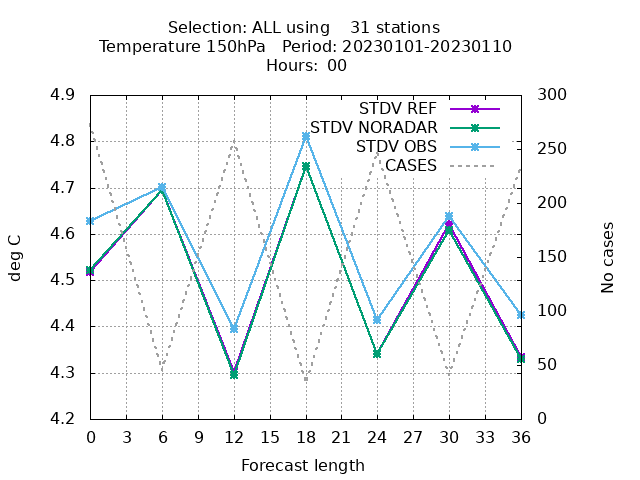 Selection: ALL using    31 stations
Temperature 150hPa   Period: 20230101-20230110
Hours:  00
4.9
4.8
4.7
4.6
4.5
4.4
4.3
4.2
deg C
STDV REF
STDV NORADAR
STDV OBS
CASES
300
250
200
150
100
50
0
No cases
0 3 6 9 12 15 18 21 24 27 30 33 36
Forecast length